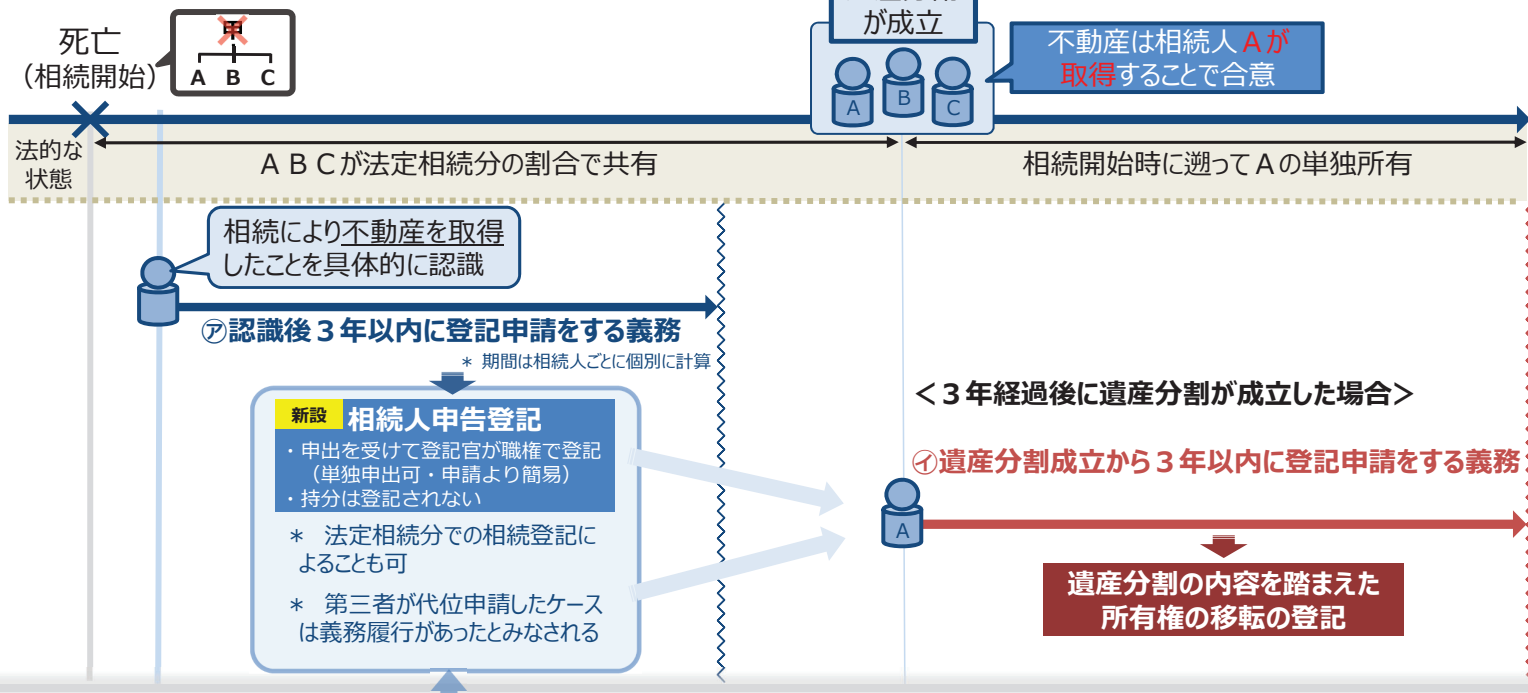 が成立
死亡
（相続開始）
甲
A B C
不動産は相続人Aが
取得することで合意
A
B
C
法的な
状態
ＡＢＣが法定相続分の割合で共有
相続開始時に遡ってＡの単独所有
相続により不動産を取得
したことを具体的に認識
㋐認識後３年以内に登記申請をする義務
＊ 期間は相続人ごとに個別に計算
新設 相続人申告登記
・申出を受けて登記官が職権で登記
（単独申出可・申請より簡易）
・持分は登記されない
＊ 法定相続分での相続登記に
よることも可
＊ 第三者が代位申請したケース
は義務履行があったとみなされる
＜３年経過後に遺産分割が成立した場合＞
㋑遺産分割成立から３年以内に登記申請をする義務
A
遺産分割の内容を踏まえた
所有権の移転の登記